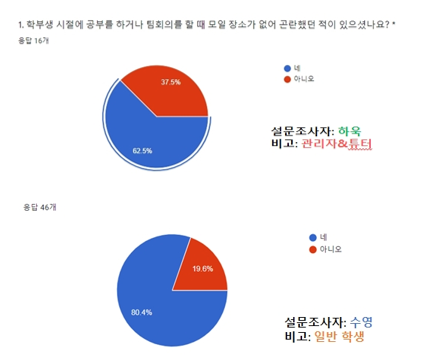 1. 학부생 시절에 공부를 하거나 팀회의를 할 때 모일 장소가 없어 곤란했던 적이 있으셨나요? *
응답 16개
네
아니오
37.5%
62.5%
설문조사자: 하욱
비고: 관리자&튜터
응답 46개
네
아니오
19.6%
80.4%
설문조사자: 수영
비고: 일반 학생